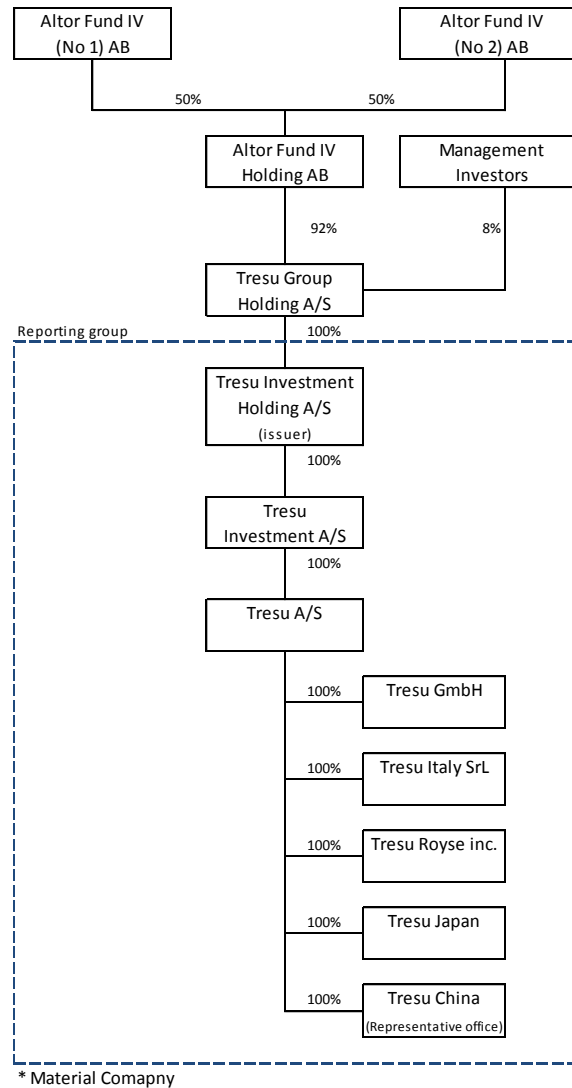 Altor Fund IV
(No 1) AB
Altor Fund IV
(No 2) AB
50%
50%
Altor Fund IV
Holding AB
Management
Investors
92%
8%
Tresu Group
Holding A/S
Reporting group
100%
Tresu Investment
Holding A/S
(issuer)
100%
Tresu
Investment A/S
100%
Tresu A/S
100%
Tresu GmbH
100%
Tresu Italy SrL
100%
Tresu Royse inc.
100%
Tresu Japan
100%
Tresu China
(Representative office)
* Material Comapny